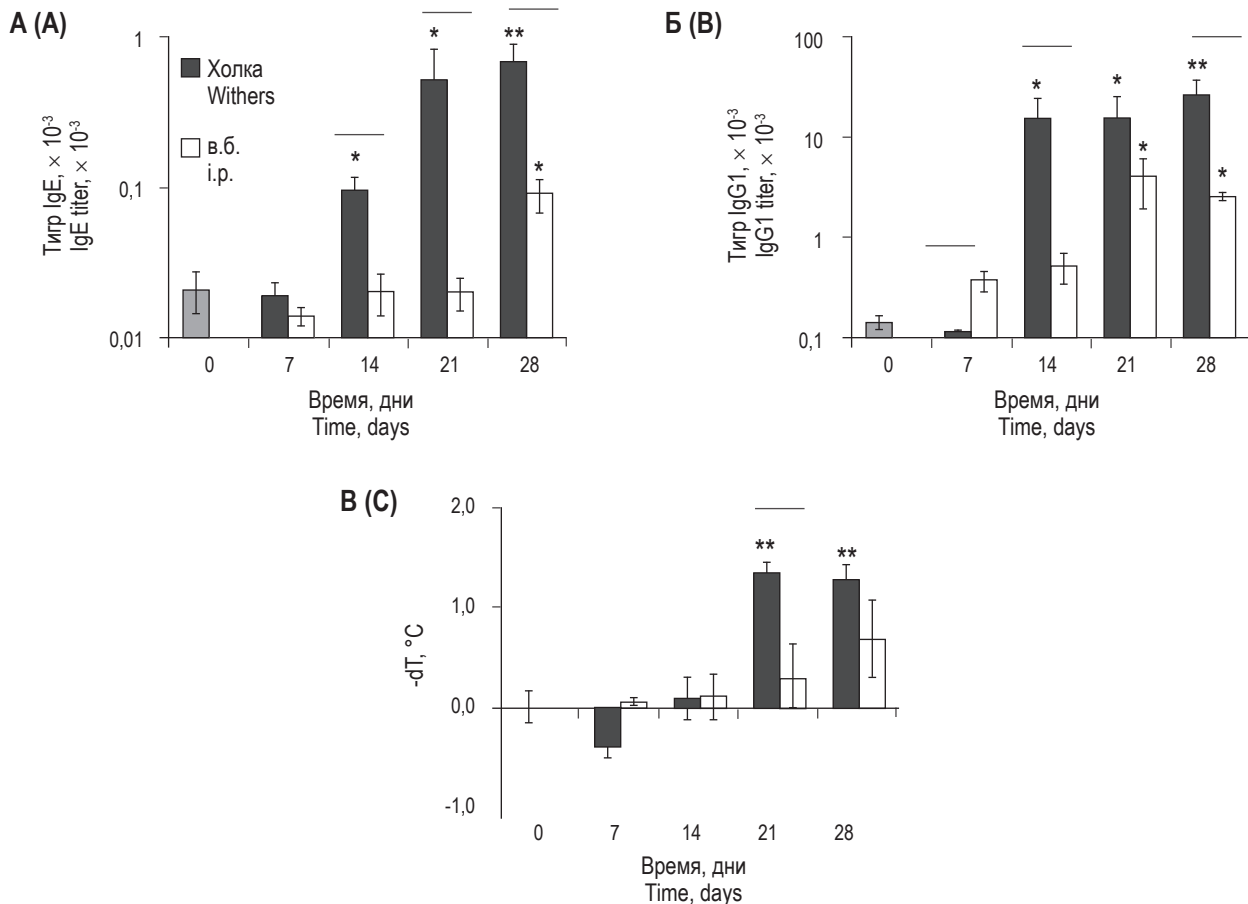 А (A)
1
0,1
0,01
Тигр IgE, × 10⁻³
IgE titer, × 10⁻³
Холка
Withers
в.б.
i.p.
*
*
**
*
0
7
14
21
28
Время, дни
Time, days
Б (B)
100
10
1
0,1
Тигр IgG1, × 10⁻³
IgG1 titer, × 10⁻³
*
*
*
**
*
0
7
14
21
28
Время, дни
Time, days
В (C)
2,0
1,0
0,0
-1,0
-dT, °C
**
**
0
7
14
21
28
Время, дни
Time, days